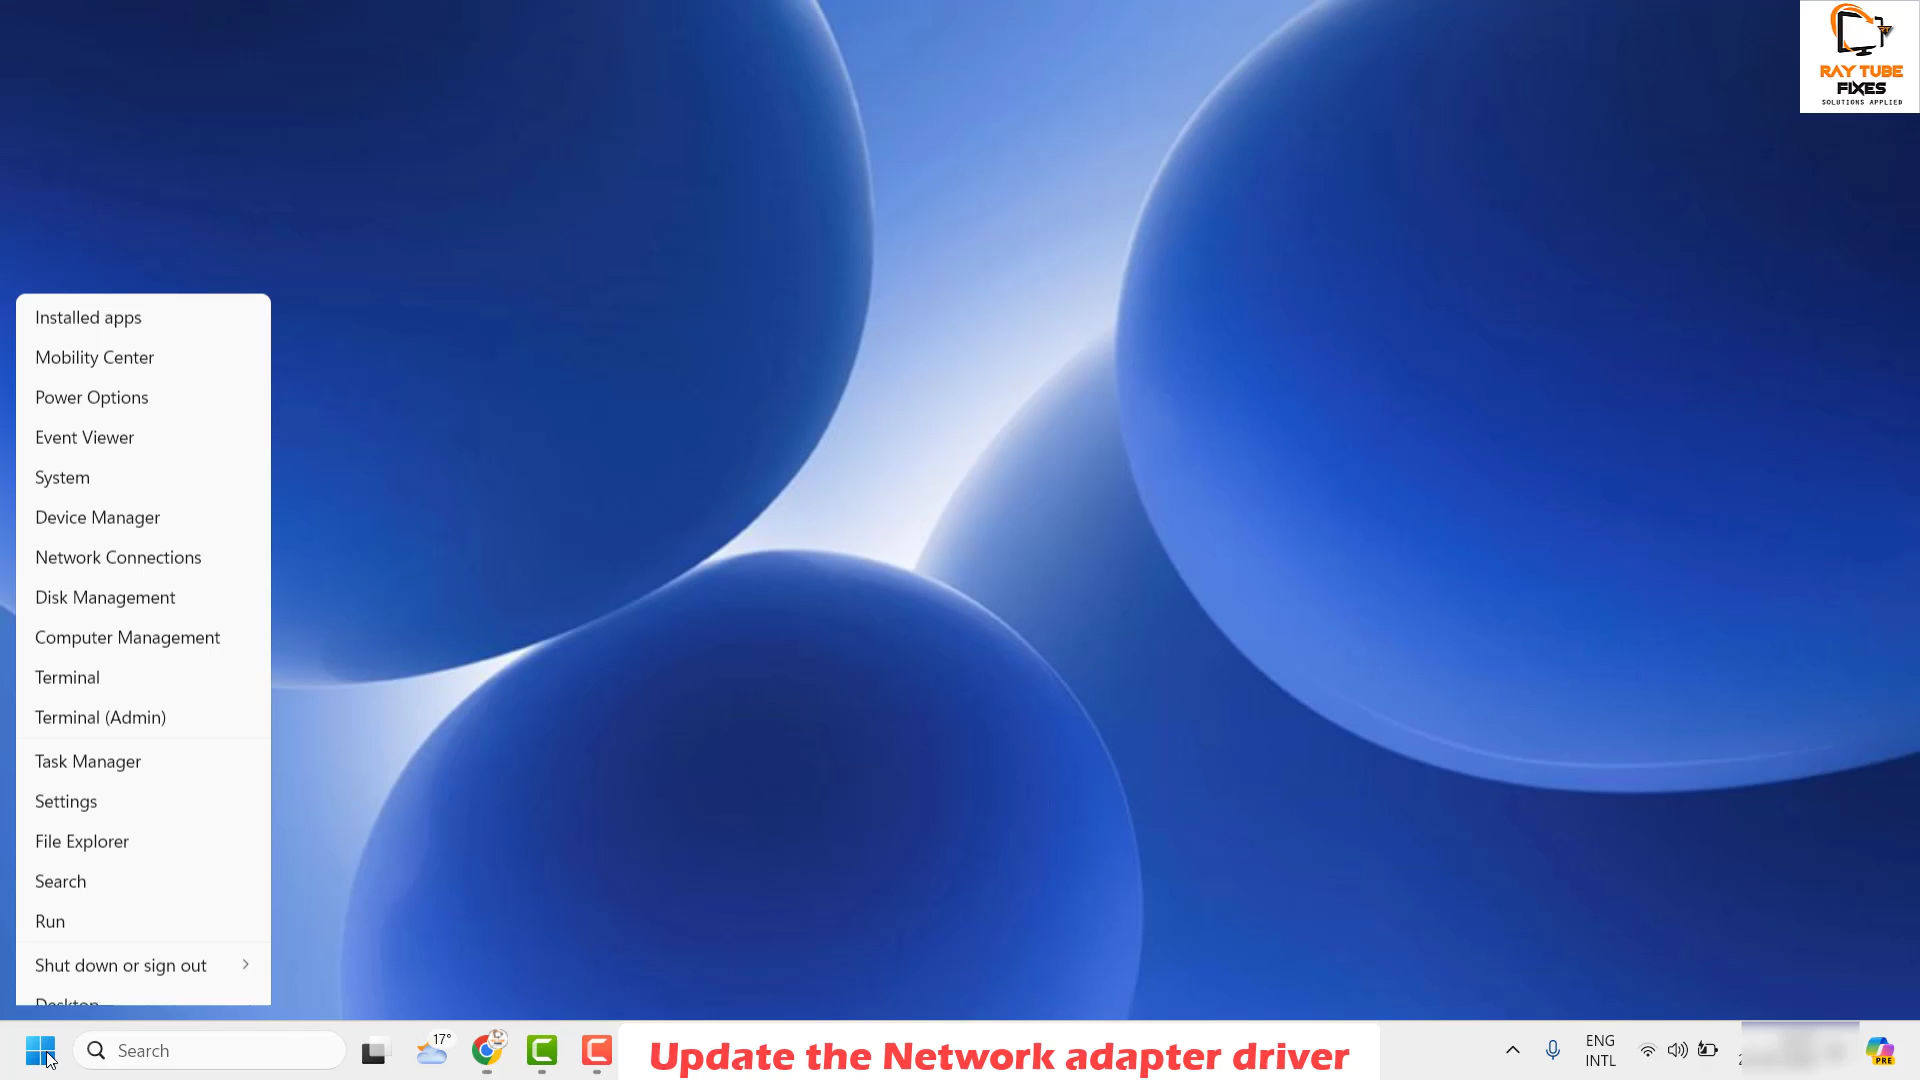 RAY TUBE
FIXES
SOLUTIONS APPLIED
Installed apps
Mobility Center
Power Options
Event Viewer
System
Device Manager
Network Connections
Disk Management
Computer Management
Terminal
Terminal (Admin)
Task Manager
Settings
File Explorer
Search
Run
Shut down or sign out
Desktop
Search
17°
Update the Network adapter driver
ENG
INTL
PRE